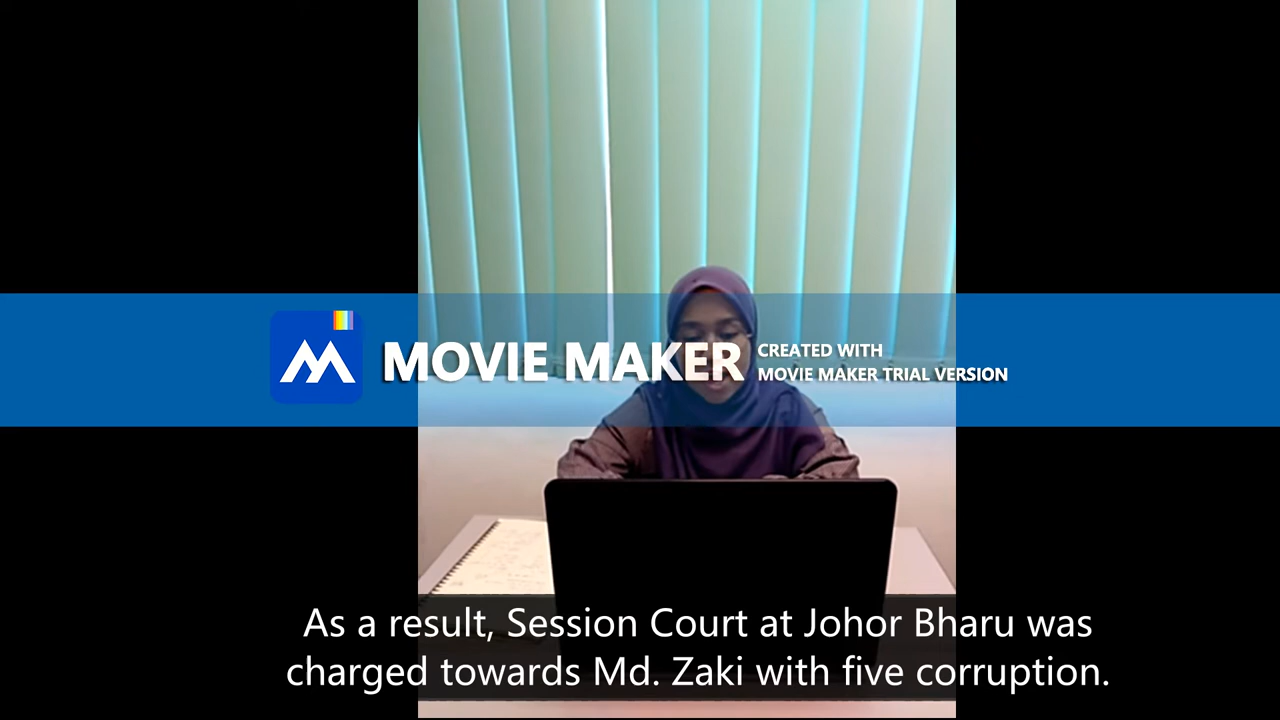 MOVIE MAKER
CREATED WITH
MOVIE MAKER TRIAL VERSION
As a result, Session Court at Johor Bharu was
charged towards Md. Zaki with five corruption.